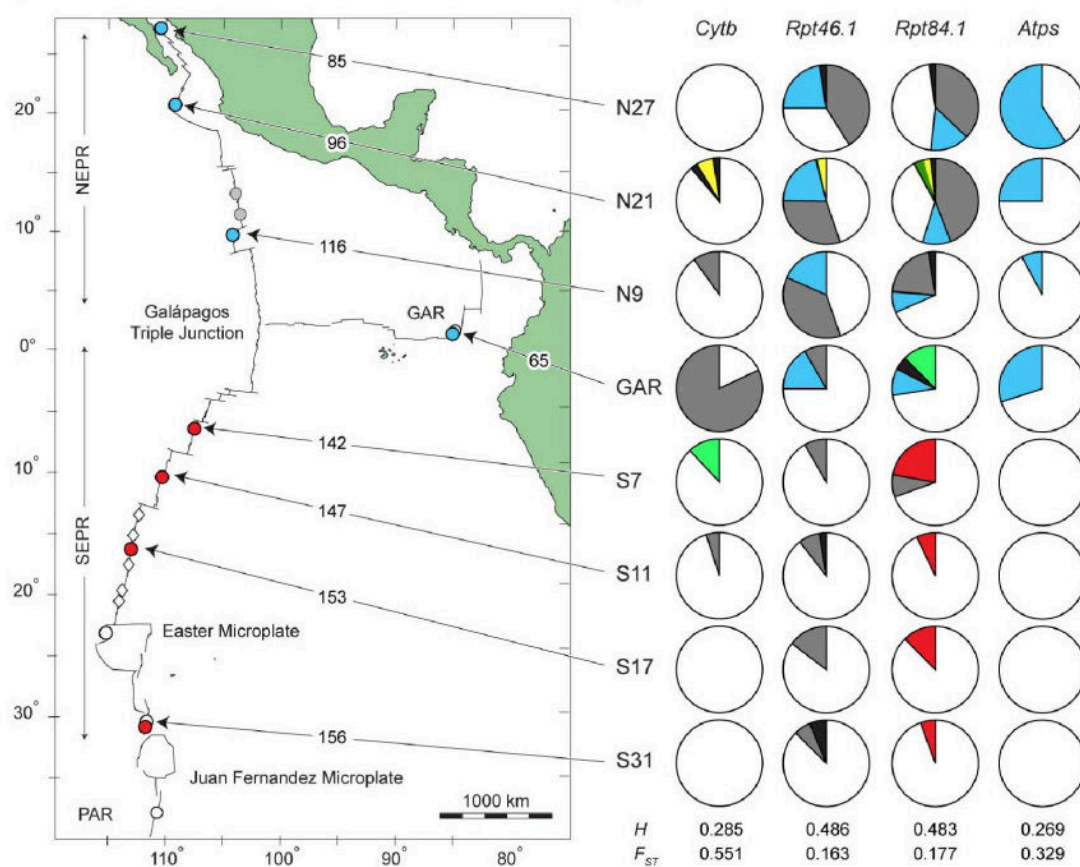 Cytb Rpt46.1 Rpt84.1 Atps
85
N27
20°
96
NEPR
N21
10°
116
N9
Galápagos
Triple Junction
GAR
0°
65
GAR
142
S7
10°
147
S11
SEPR
153
20°
Easter Microplate
S17
30°
156
S31
Juan Fernandez Microplate
1000 km
PAR
110° 100° 90° 80°
H 0.285 0.486 0.483 0.269
FST 0.551 0.163 0.177 0.329